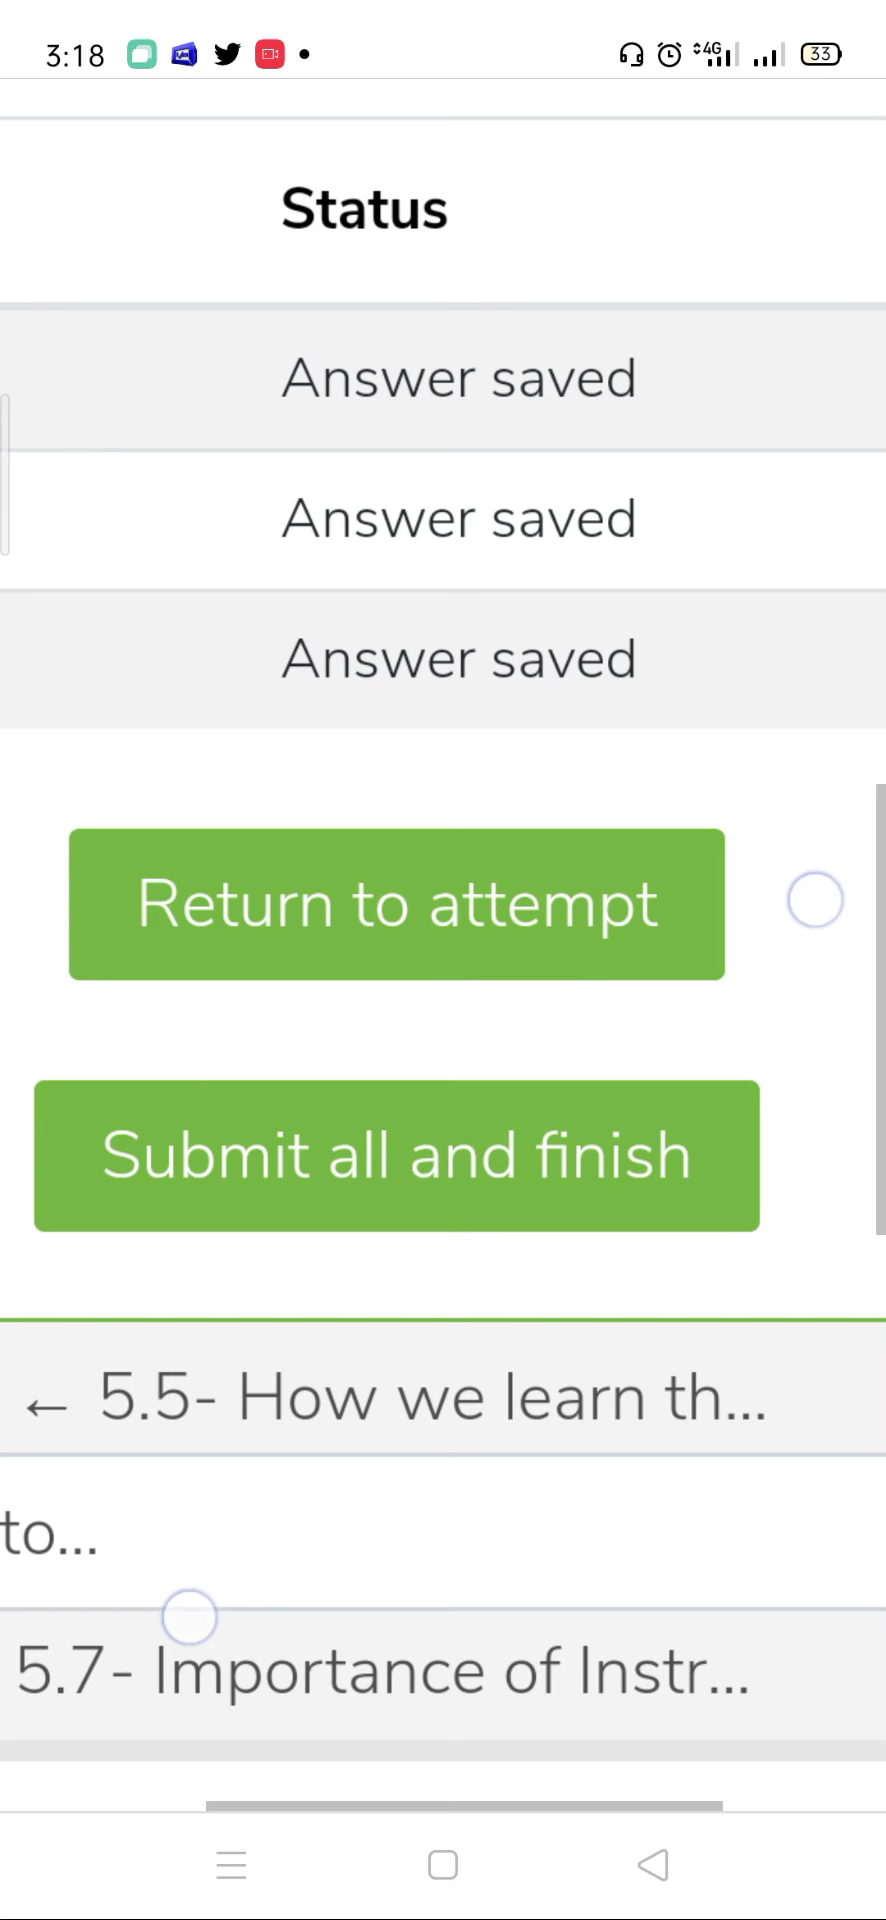 3:18
4G
33
Status
Answer saved
Answer saved
Answer saved
Return to attempt
Submit all and finish
← 5.5- How we learn th...
to...
5.7- Importance of Instr...